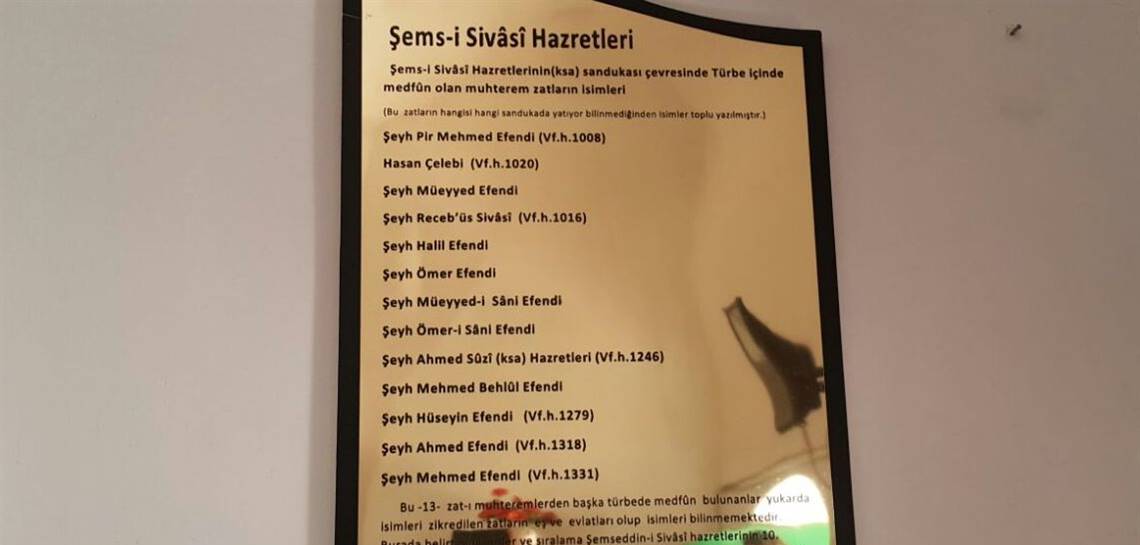 Şems-i Sivâsî Hazretleri
Şems-i Sivâsî Hazretlerinin(ksa) sandukası çevresinde Türbe içinde
medfûn olan muhterem zatların isimleri
(Bu zatların hangisi hangi sandukada yatıyor bilinmediğinden isimler toplu yazılmıştır.)
Şeyh Pir Mehmed Efendi (Vf.h.1008)
Hasan Çelebi (Vf.h.1020)
Şeyh Müeyyed Efendi
Şeyh Receb'üs Sivâsî (Vf.h.1016)
Şeyh Halil Efendi
Şeyh Ömer Efendi
Şeyh Müeyyed-i Sâni Efendi
Şeyh Ömer-i Sâni Efendi
Şeyh Ahmed Sûzî (ksa) Hazretleri (Vf.h.1246)
Şeyh Mehmed Behlûl Efendi
Şeyh Hüseyin Efendi (Vf.h.1279)
Şeyh Ahmed Efendi (Vf.h.1318)
Şeyh Mehmed Efendi (Vf.h.1331)
Bu -13- zat-ı muhteremlerden başka türbede medfûn bulunanlar yukarda
isimleri zikredilen zatların eş ve evlatları olup isimleri bilinmemektedir.
Burada ve sıralama Şemseddin-i Sivâsî hazretlerinin 10.